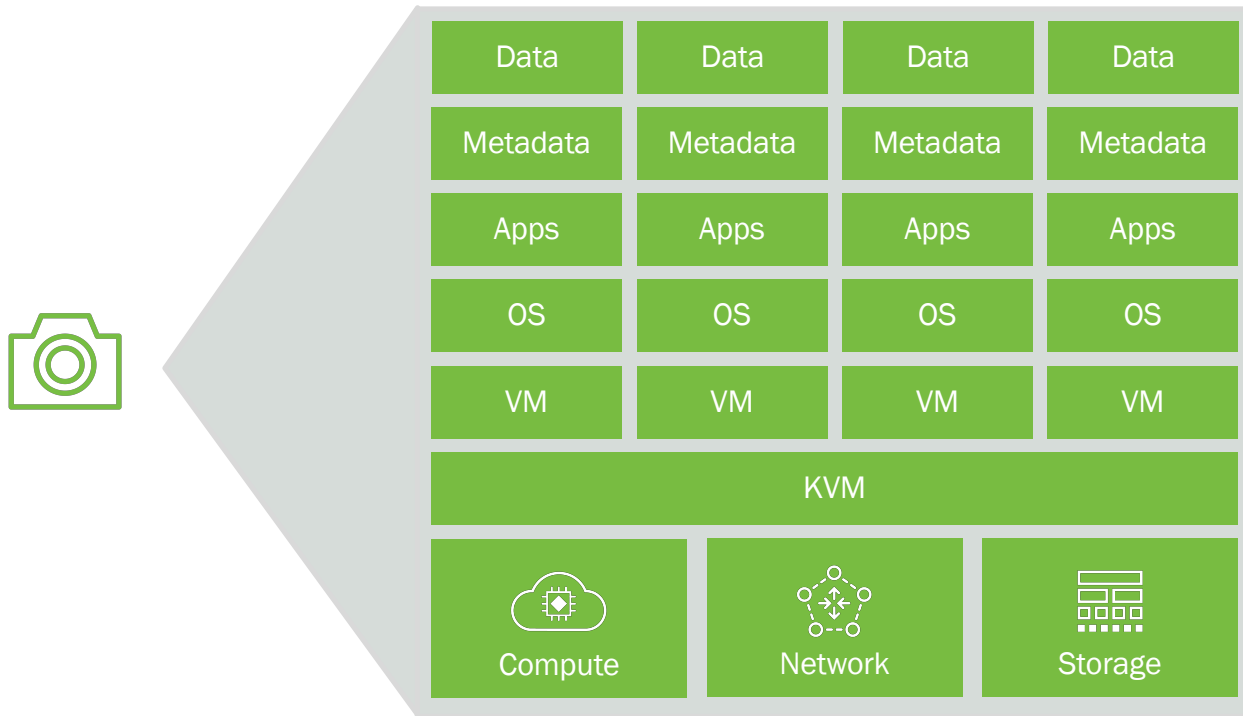 Data Data Data Data
Metadata Metadata Metadata Metadata
Apps Apps Apps Apps
OS OS OS OS
VM VM VM VM
KVM
Compute Network Storage